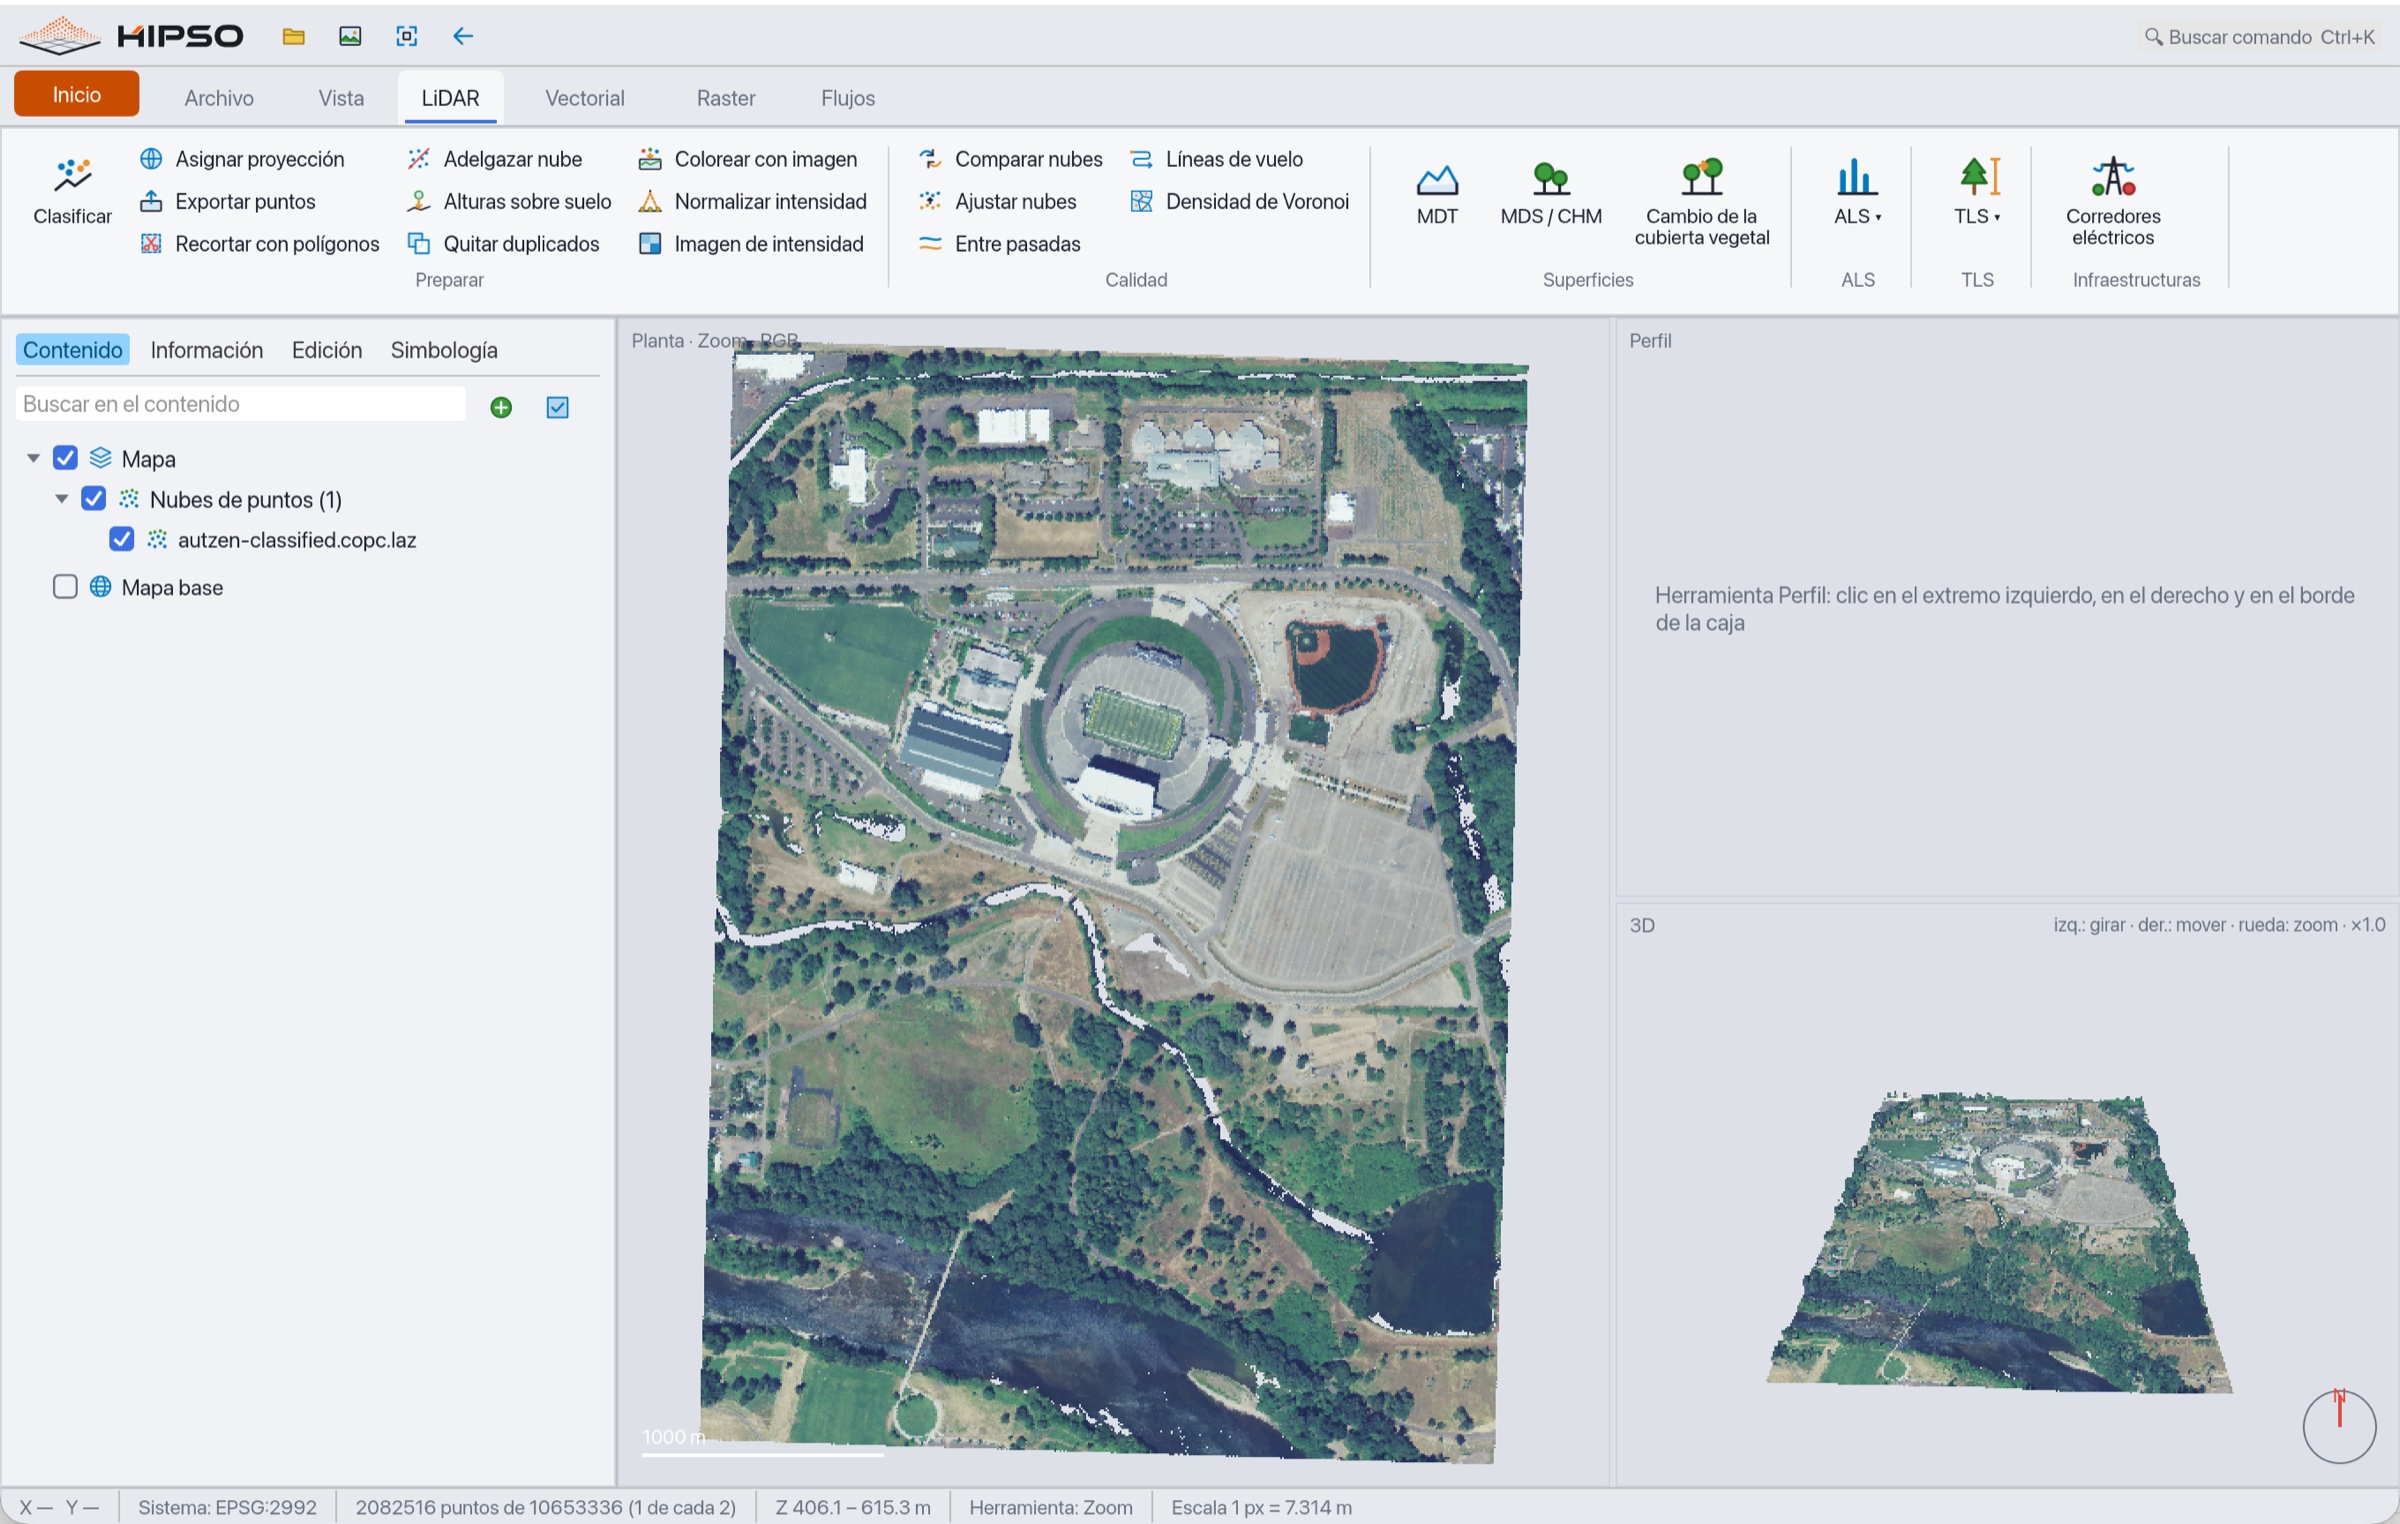 HIPSO
Buscar comando Ctrl+K
Inicio
Archivo
Vista
LiDAR
Vectorial
Raster
Flujos
Clasificar
Asignar proyección
Exportar puntos
Recortar con polígonos
Adelgazar nube
Alturas sobre suelo
Quitar duplicados
Colorear con imagen
Normalizar intensidad
Imagen de intensidad
Preparar
Comparar nubes
Ajustar nubes
Entre pasadas
Líneas de vuelo
Densidad de Voronoi
Calidad
MDT
MDS / CHM
Cambio de la
cubierta vegetal
Superficies
ALS ▾
ALS
TLS ▾
TLS
Corredores
eléctricos
Infraestructuras
Contenido
Información
Edición
Simbología
Buscar en el contenido
Mapa
Nubes de puntos (1)
autzen-classified.copc.laz
Mapa base
Planta · Zoom · RGB
1000 m
Perfil
Herramienta Perfil: clic en el extremo izquierdo, en el derecho y en el borde
de la caja
3D
izq.: girar · der.: mover · rueda: zoom · ×1.0
N
X — Y —
Sistema: EPSG:2992
2082516 puntos de 10653336 (1 de cada 2)
Z 406.1 – 615.3 m
Herramienta: Zoom
Escala 1 px = 7.314 m